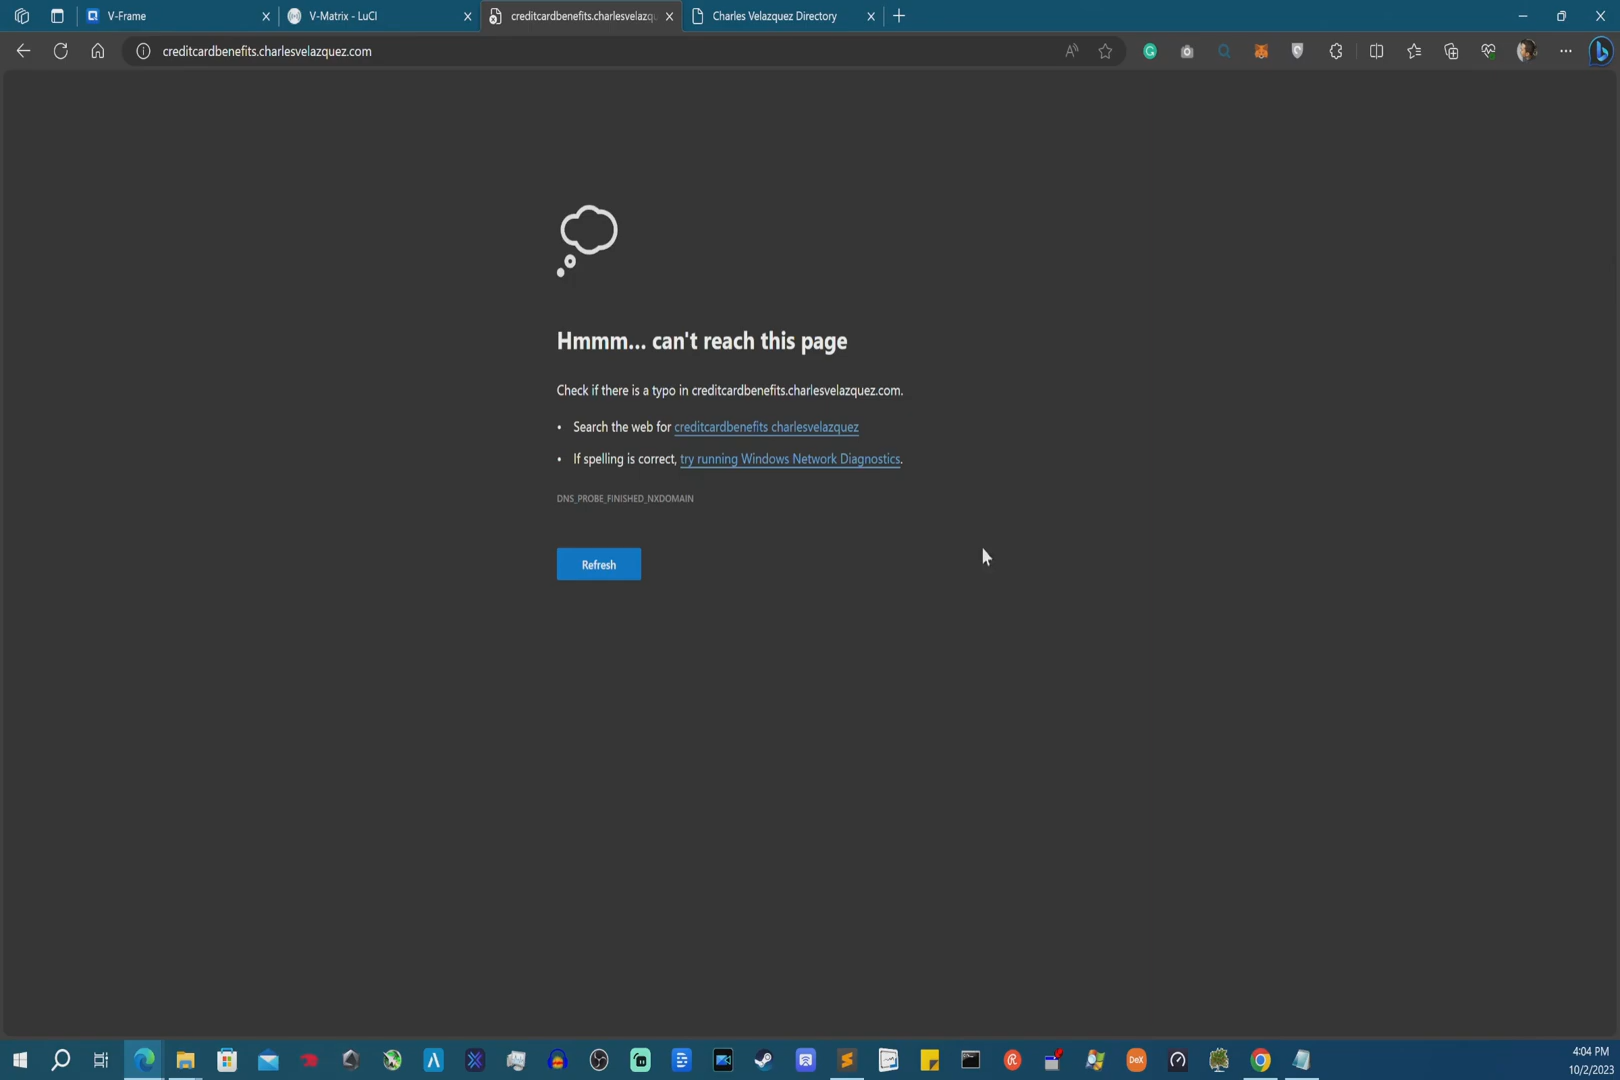 V-Frame
V-Matrix - LuCI
creditcardbenefits.charlesvelazqu
Charles Velazquez Directory
creditcardbenefits.charlesvelazquez.com
Hmmm... can't reach this page
Check if there is a typo in creditcardbenefits.charlesvelazquez.com.
• Search the web for creditcardbenefits charlesvelazquez
• If spelling is correct, try running Windows Network Diagnostics.
DNS_PROBE_FINISHED_NXDOMAIN
Refresh
DeX
4:04 PM
10/2/2023